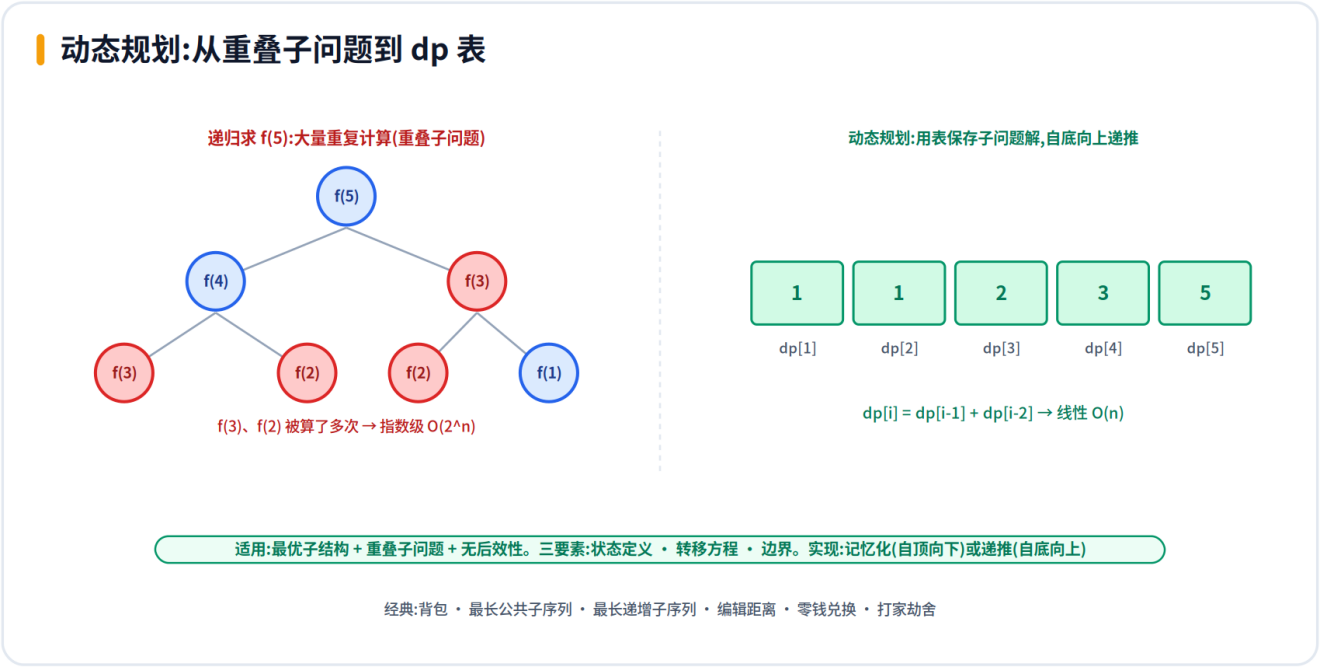 动态规划:从重叠子问题到 dp 表
递归求 f(5):大量重复计算(重叠子问题)
f(5)
f(4)
f(3)
f(3)
f(2)
f(2)
f(1)
f(3)、f(2) 被算了多次 → 指数级 O(2^n)
动态规划:用表保存子问题解,自底向上递推
1
1
2
3
5
dp[1]
dp[2]
dp[3]
dp[4]
dp[5]
dp[i] = dp[i-1] + dp[i-2] → 线性 O(n)
适用:最优子结构 + 重叠子问题 + 无后效性。三要素:状态定义 · 转移方程 · 边界。实现:记忆化(自顶向下)或递推(自底向上)
经典:背包 · 最长公共子序列 · 最长递增子序列 · 编辑距离 · 零钱兑换 · 打家劫舍